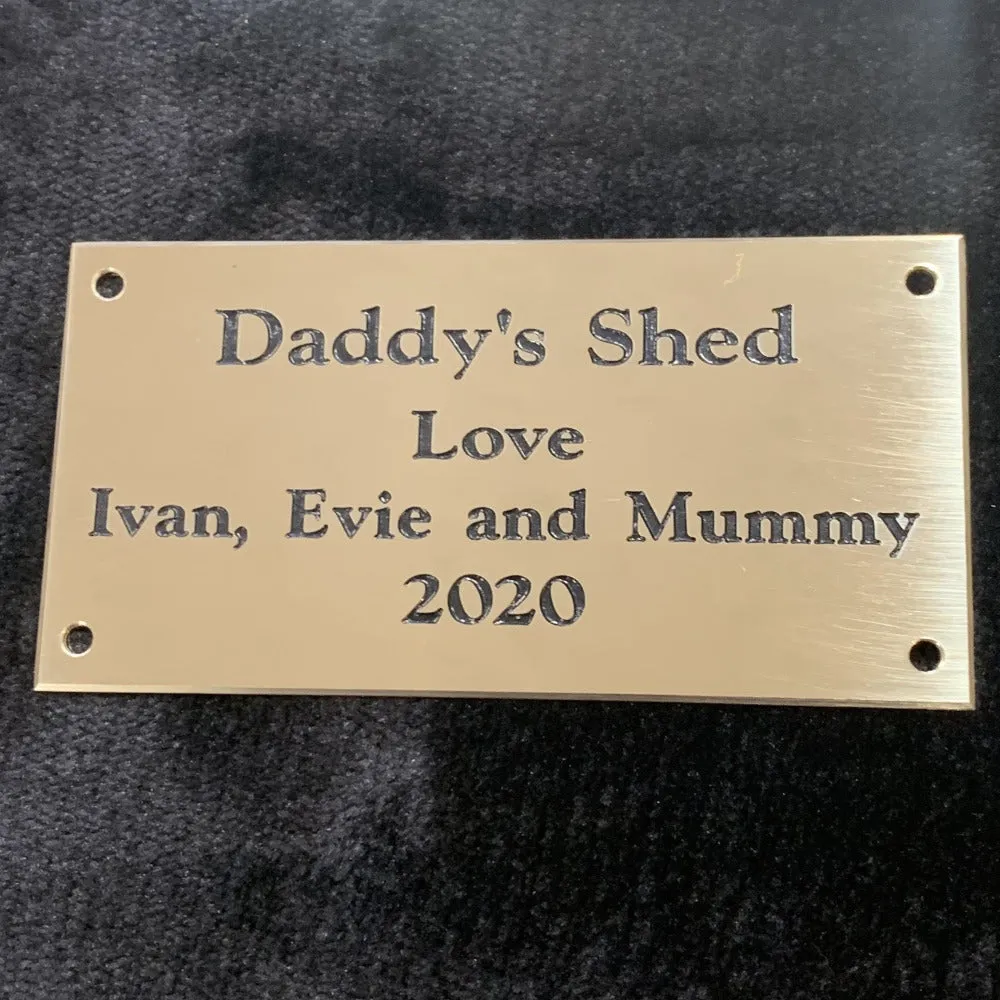 Daddy's Shed
Love
Ivan, Evie and Mummy
2020